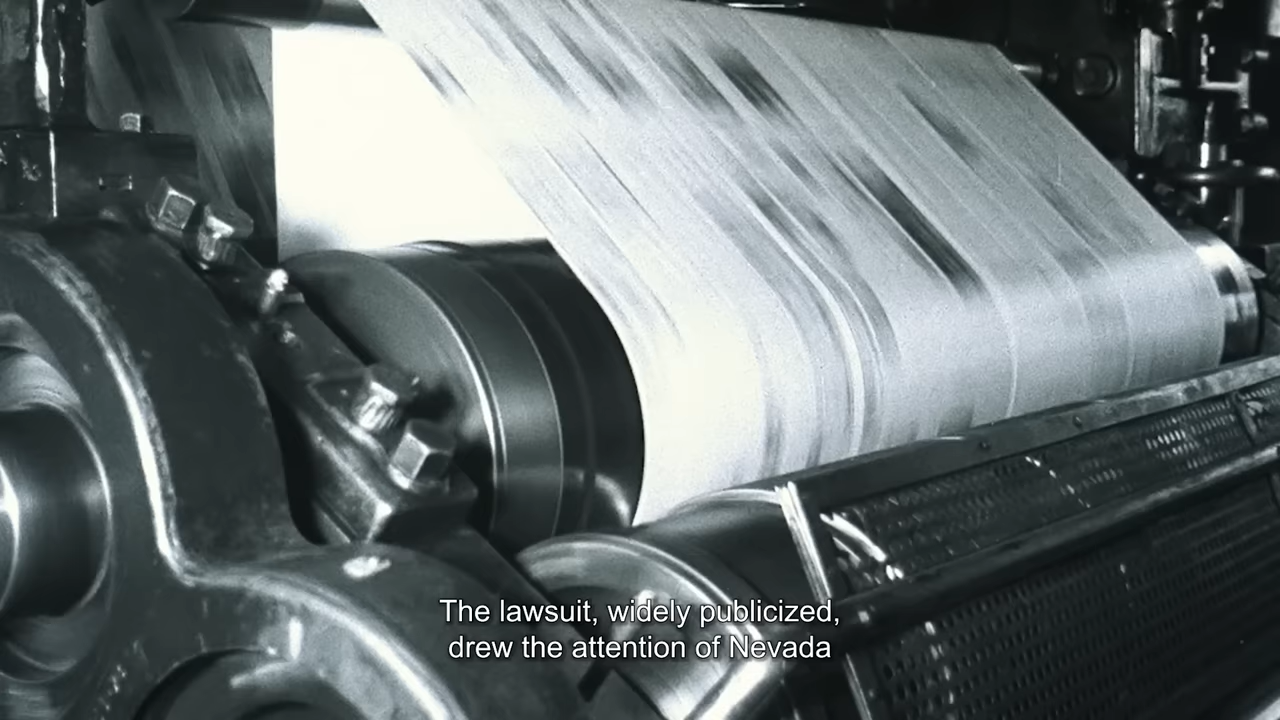 The lawsuit, widely publicized,
drew the attention of Nevada